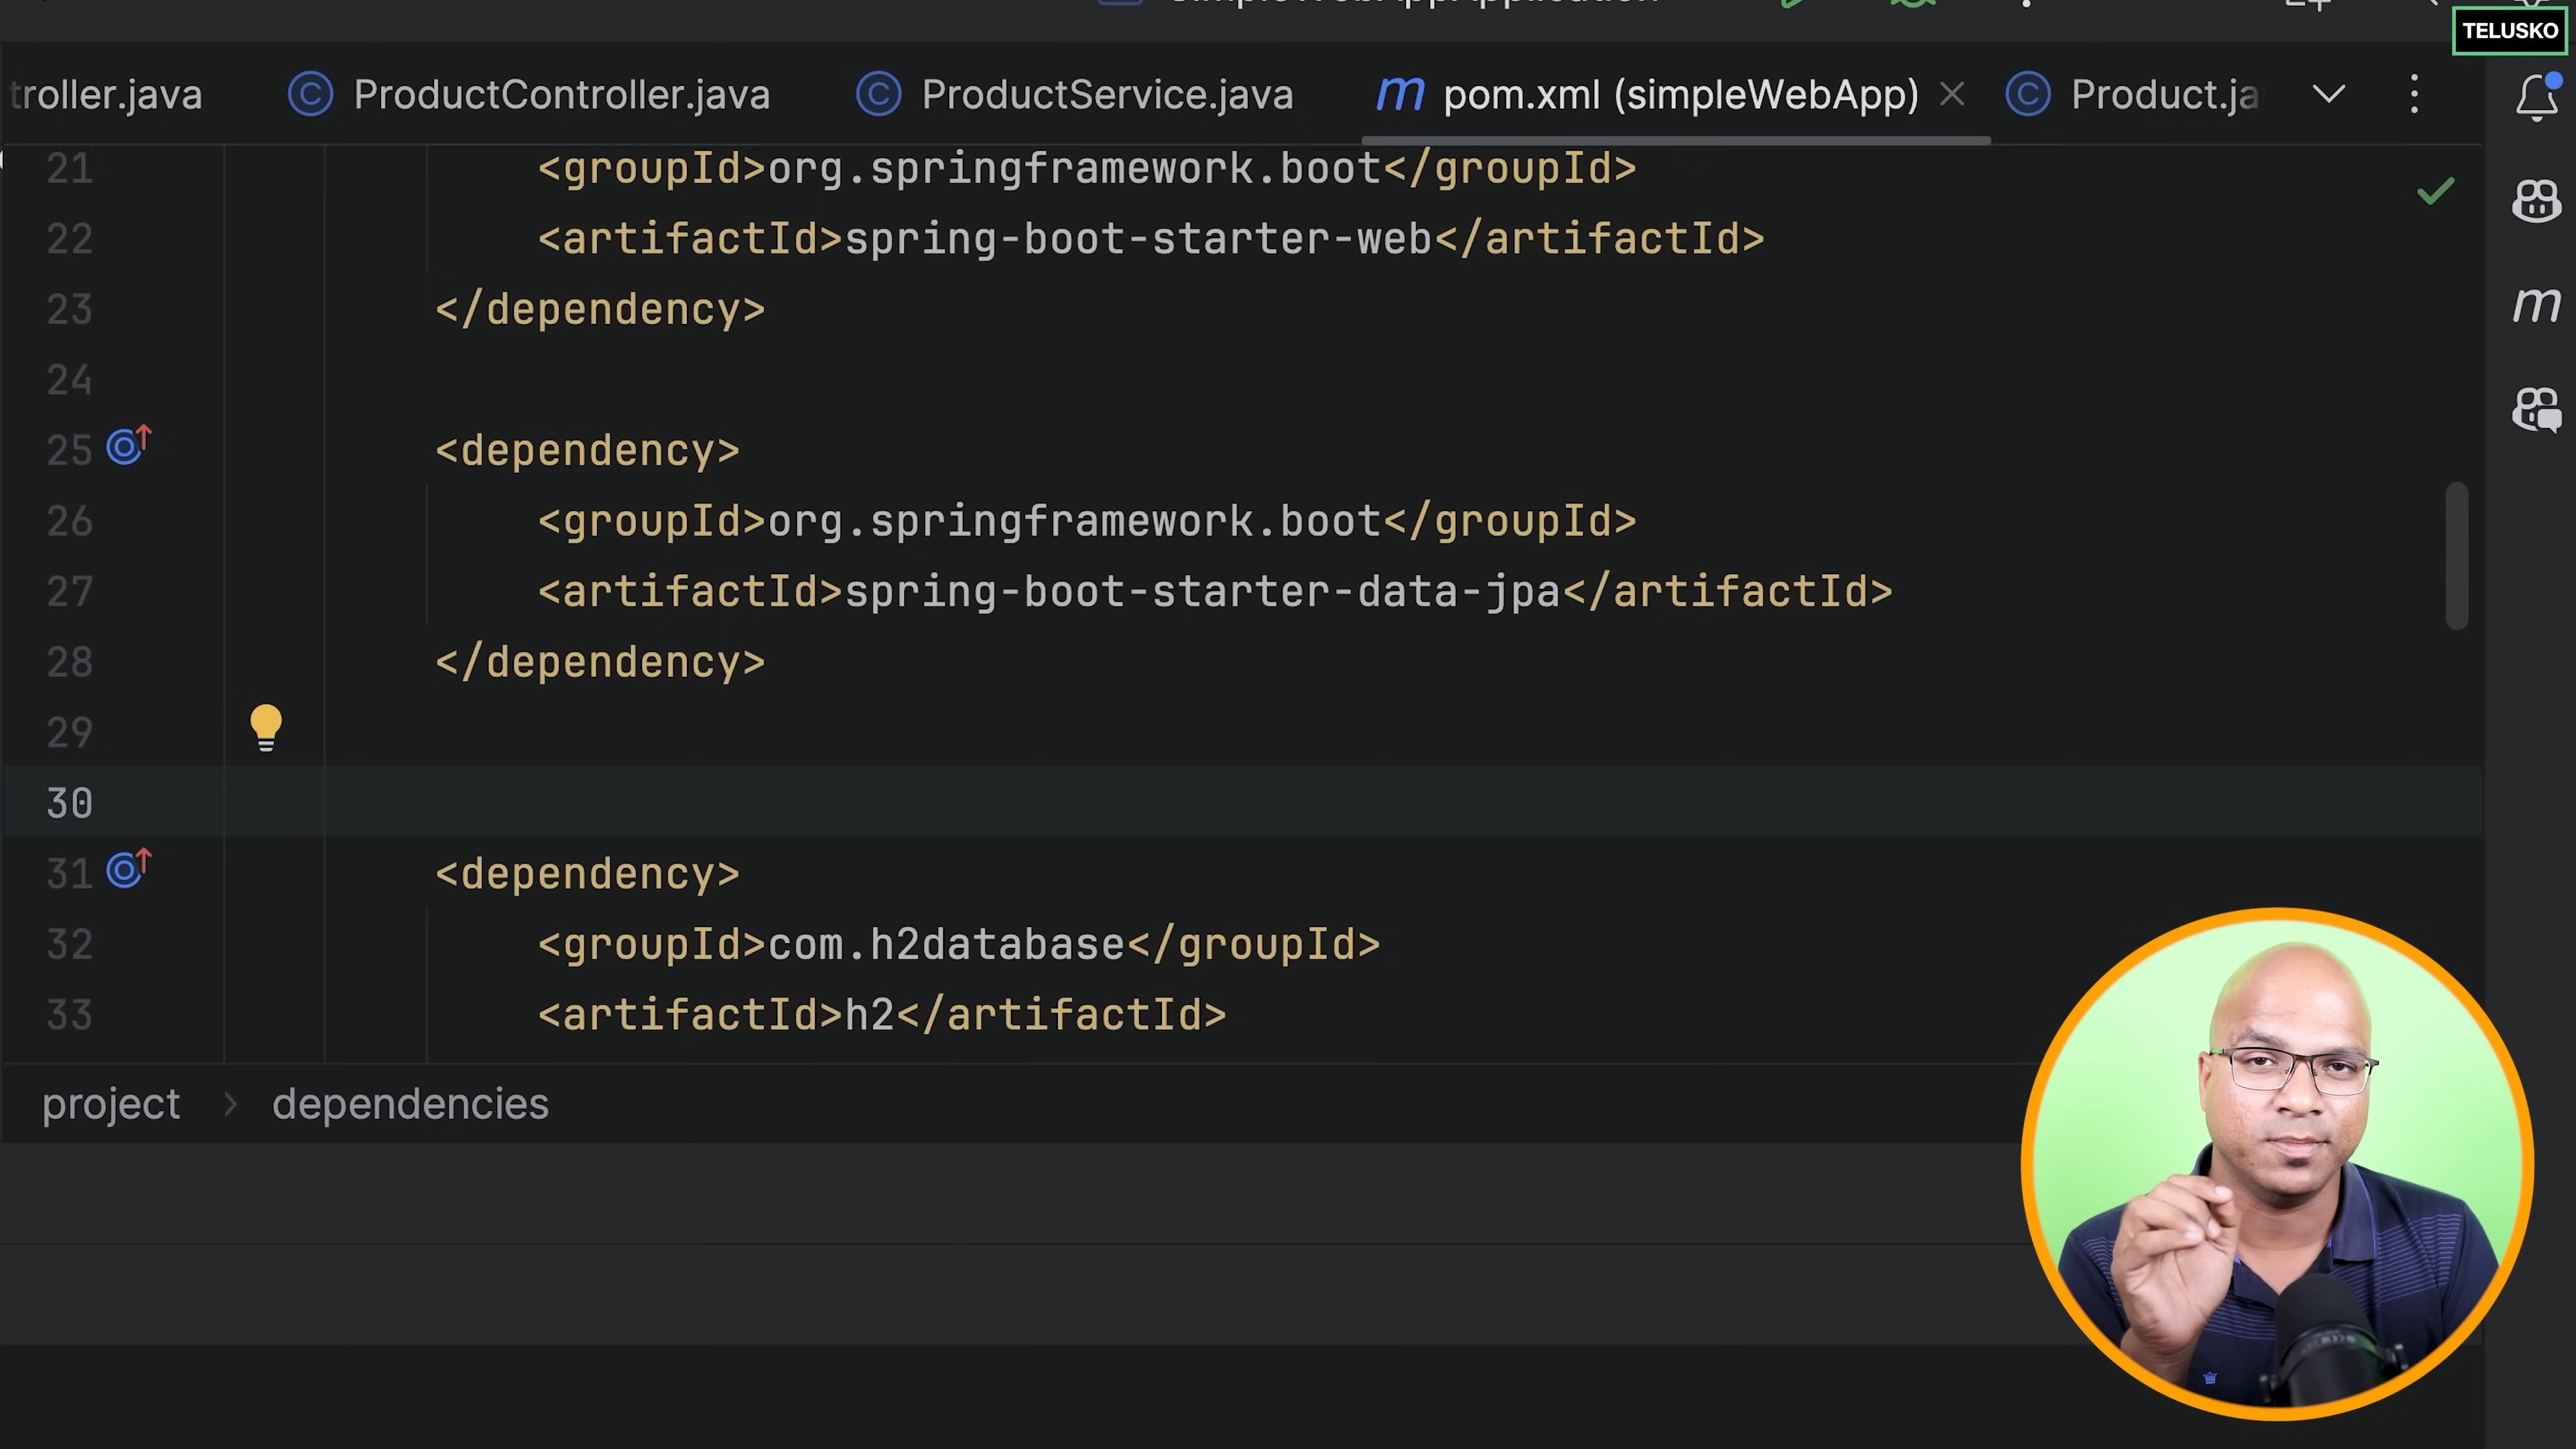 TELUSKO
troller.java ProductController.java ProductService.java m pom.xml (simpleWebApp) Product.ja
21 <groupId>org.springframework.boot</groupId>
22 <artifactId>spring-boot-starter-web</artifactId>
23 </dependency>
24
25 <dependency>
26 <groupId>org.springframework.boot</groupId>
27 <artifactId>spring-boot-starter-data-jpa</artifactId>
28 </dependency>
29
30
31 <dependency>
32 <groupId>com.h2database</groupId>
33 <artifactId>h2</artifactId>
project > dependencies
m